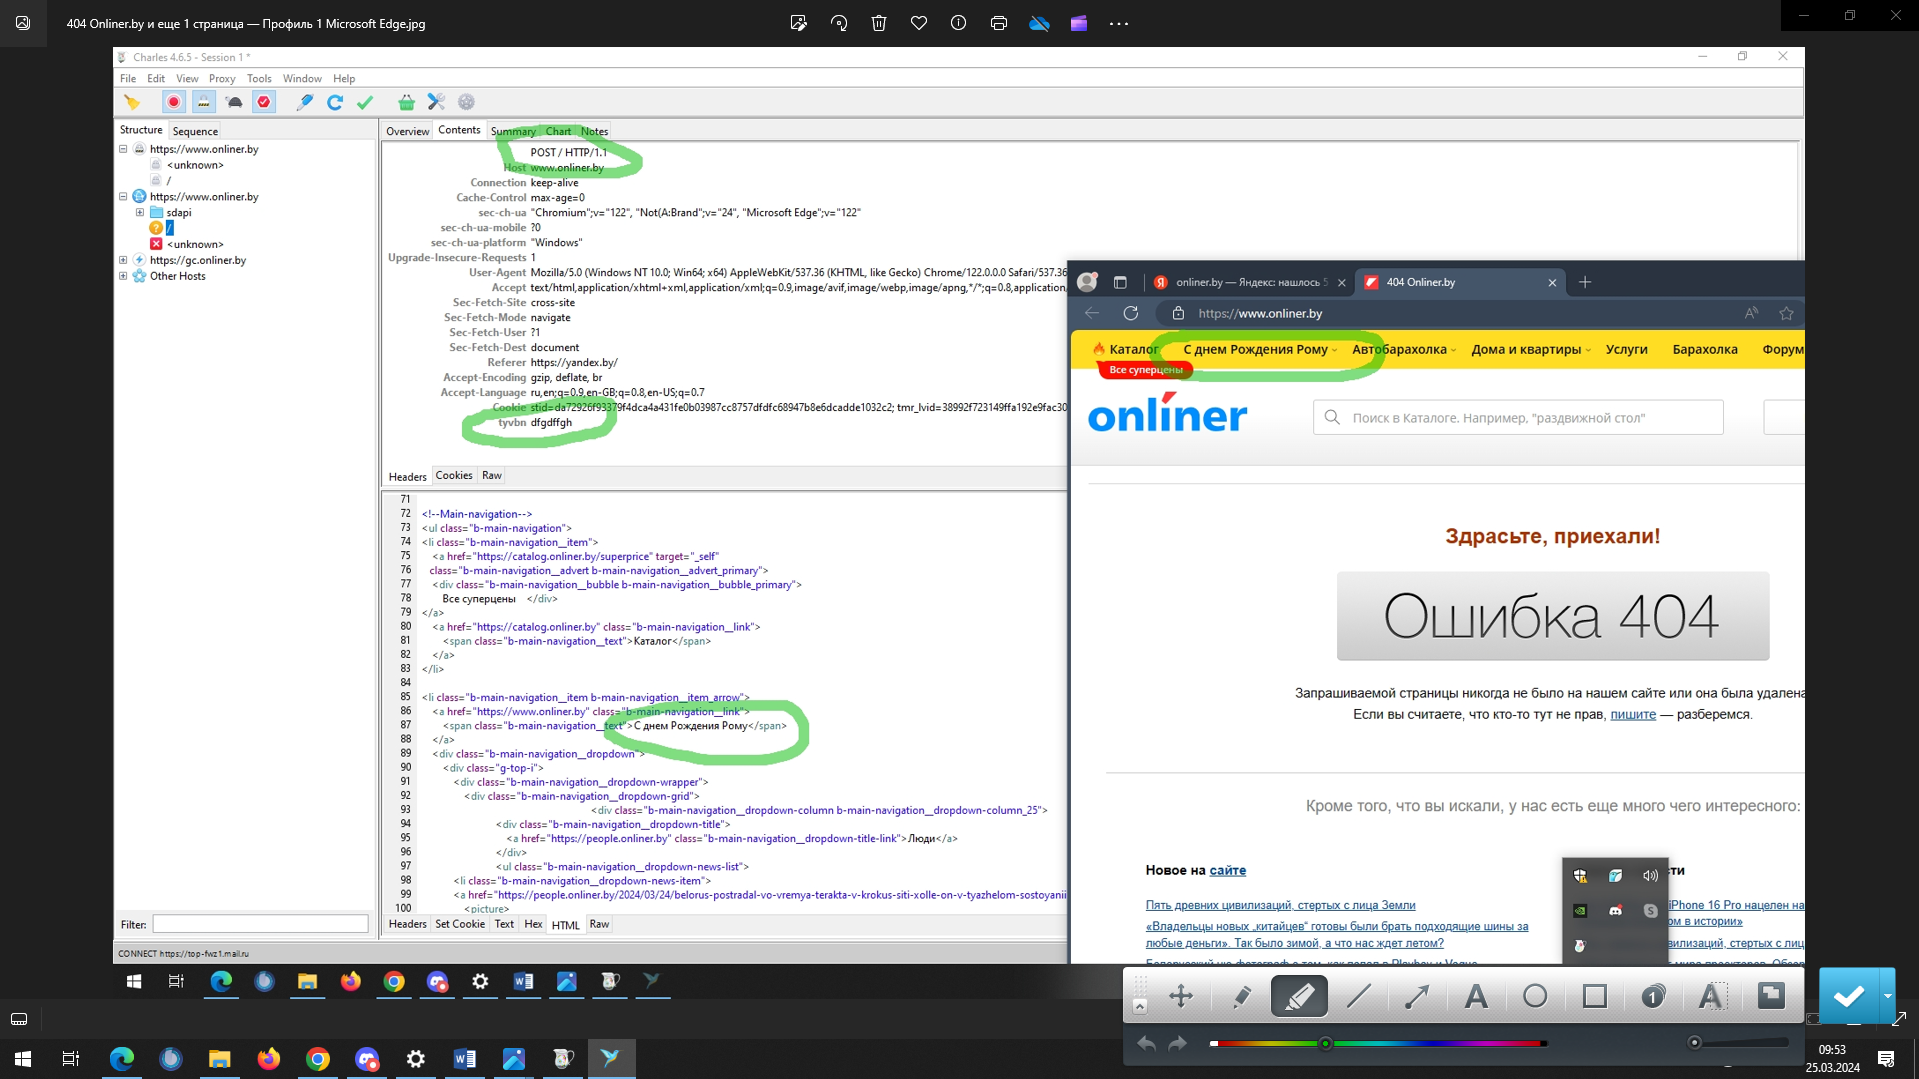 404 Onliner.by и еще 1 страница — Профиль 1 Microsoft Edge.jpg
Charles 4.6.5 - Session 1 *
File Edit View Proxy Tools Window Help
Structure Sequence
https://www.onliner.by
<unknown>
/
https://www.onliner.by
sdapi
/
<unknown>
https://gc.onliner.by
Other Hosts
Filter:
CONNECT https://top-fwz1.mail.ru
Overview Contents Summary Chart Notes
POST / HTTP/1.1
Host www.onliner.by
Connection keep-alive
Cache-Control max-age=0
sec-ch-ua "Chromium";v="122", "Not(A:Brand";v="24", "Microsoft Edge";v="122"
sec-ch-ua-mobile ?0
sec-ch-ua-platform "Windows"
Upgrade-Insecure-Requests 1
User-Agent Mozilla/5.0 (Windows NT 10.0; Win64; x64) AppleWebKit/537.36 (KHTML, like Gecko) Chrome/122.0.0.0 Safari/537.36
Accept text/html,application/xhtml+xml,application/xml;q=0.9,image/avif,image/webp,image/apng,*/*;q=0.8,application/
Sec-Fetch-Site cross-site
Sec-Fetch-Mode navigate
Sec-Fetch-User ?1
Sec-Fetch-Dest document
Referer https://yandex.by/
Accept-Encoding gzip, deflate, br
Accept-Language ru,en;q=0.9,en-GB;q=0.8,en-US;q=0.7
Cookie stid=da72926f93379f4dca4a431fe0b03987cc8757dfdfc68947b8e6dcadde1032c2; tmr_lvid=38992f723149ffa192e9fac30
tyvbn dfgdffgh
Headers Cookies Raw
71
72 <!--Main-navigation-->
73 <ul class="b-main-navigation">
74 <li class="b-main-navigation__item">
75 <a href="https://catalog.onliner.by/superprice" target="_self"
76 class="b-main-navigation__advert b-main-navigation__advert_primary">
77 <div class="b-main-navigation__bubble b-main-navigation__bubble_primary">
78 Все суперцены </div>
79 </a>
80 <a href="https://catalog.onliner.by" class="b-main-navigation__link">
81 <span class="b-main-navigation__text">Каталог</span>
82 </a>
83 </li>
84
85 <li class="b-main-navigation__item b-main-navigation__item_arrow">
86 <a href="https://www.onliner.by" class="b-main-navigation__link">
87 <span class="b-main-navigation__text">С днем Рождения Рому</span>
88 </a>
89 <div class="b-main-navigation__dropdown">
90 <div class="g-top-i">
91 <div class="b-main-navigation__dropdown-wrapper">
92 <div class="b-main-navigation__dropdown-grid">
93 <div class="b-main-navigation__dropdown-column b-main-navigation__dropdown-column_25">
94 <div class="b-main-navigation__dropdown-title">
95 <a href="https://people.onliner.by" class="b-main-navigation__dropdown-title-link">Люди</a>
96 </div>
97 <ul class="b-main-navigation__dropdown-news-list">
98 <li class="b-main-navigation__dropdown-news-item">
99 <a href="https://people.onliner.by/2024/03/24/belorus-postradal-vo-vremya-terakta-v-krokus-siti-xolle-on-v-tyazhelom-sostoyanii
100 <picture>
Headers Set Cookie Text Hex HTML Raw
onliner.by — Яндекс: нашлось 5
404 Onliner.by
https://www.onliner.by
Каталог С днем Рождения Рому Автобарахолка Дома и квартиры Услуги Барахолка Форум
Все суперцены
onlíner
Поиск в Каталоге. Например, "раздвижной стол"
Здрасьте, приехали!
Ошибка 404
Запрашиваемой страницы никогда не было на нашем сайте или она была удалена
Если вы считаете, что кто-то тут не прав, пишите — разберемся.
Кроме того, что вы искали, у нас есть еще много чего интересного:
Новое на сайте
сти
Пять древних цивилизаций, стертых с лица Земли
iPhone 16 Pro нацелен на
«Владельцы новых „китайцев“ готовы были брать подходящие шины за
ом в истории»
любые деньги». Так было зимой, а что нас ждет летом?
вилизаций, стертых с лиц
09:53
25.03.2024